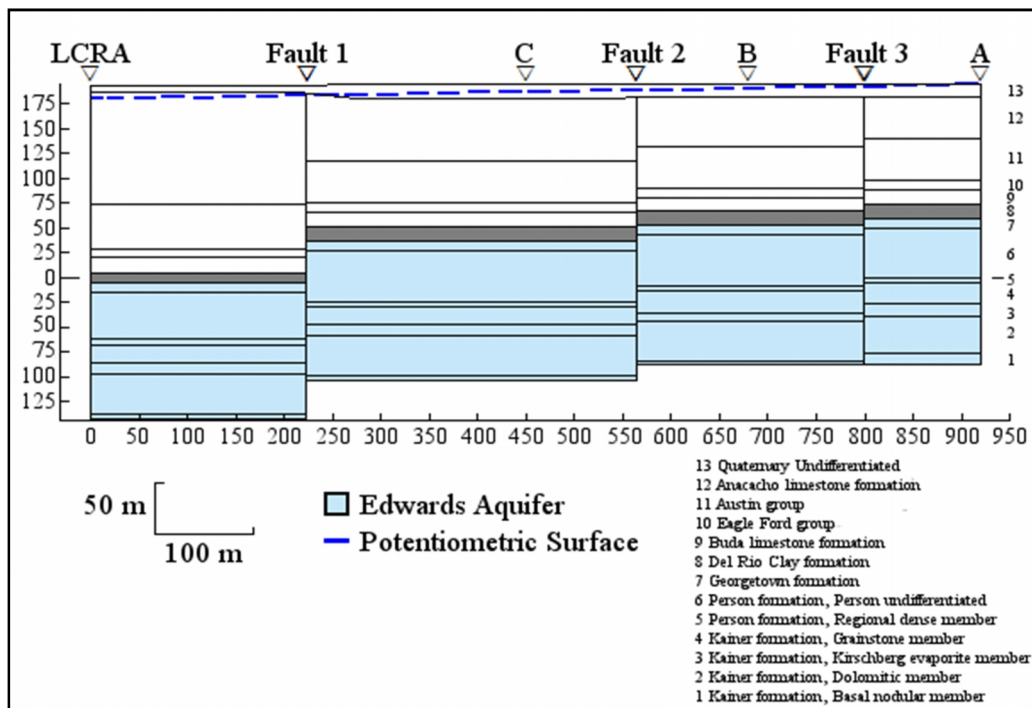 LCRA Fault 1 C Fault 2 B Fault 3 A
175
150
125
100
75
50
25
0
25
50
75
100
125
13
12
11
10
9
8
7
6
5
4
3
2
1
0 50 100 150 200 250 300 350 400 450 500 550 600 650 700 750 800 850 900 950
50 m
100 m
Edwards Aquifer
Potentiometric Surface
13 Quaternary Undifferentiated
12 Anacacho limestone formation
11 Austin group
10 Eagle Ford group
9 Buda limestone formation
8 Del Rio Clay formation
7 Georgetown formation
6 Person formation, Person undifferentiated
5 Person formation, Regional dense member
4 Kainer formation, Grainstone member
3 Kainer formation, Kirschberg evaporite member
2 Kainer formation, Dolomitic member
1 Kainer formation, Basal nodular member